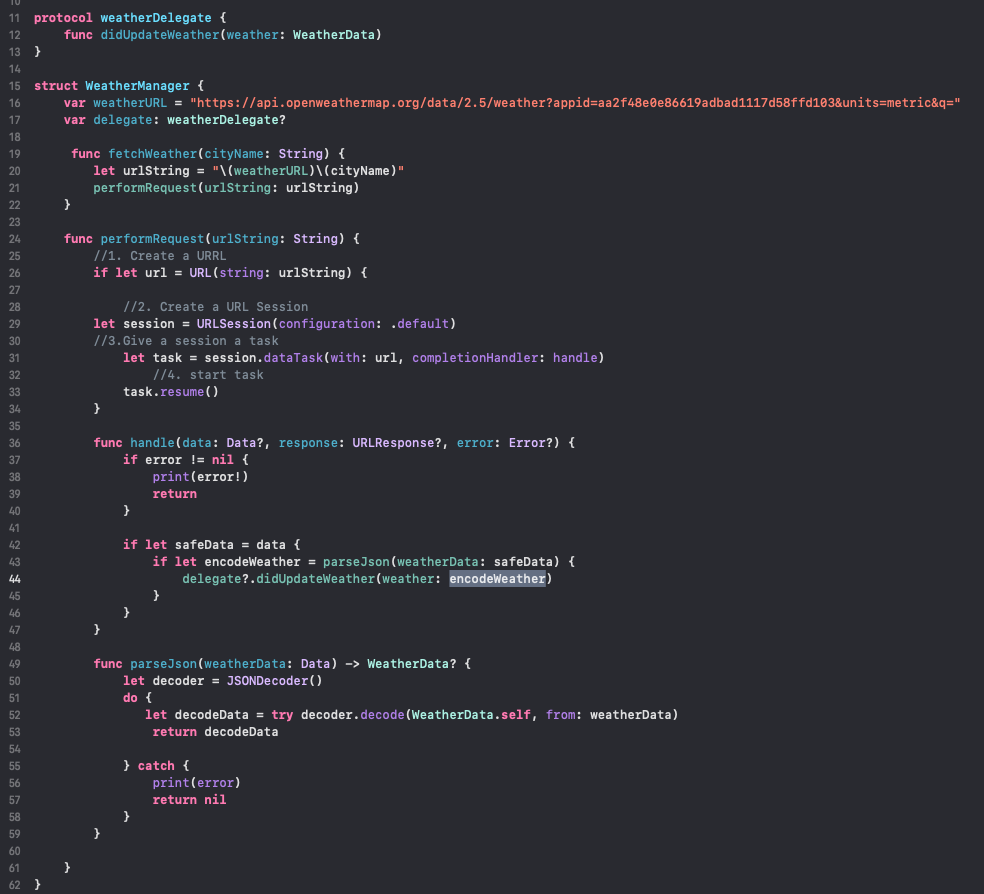 10
11 protocol weatherDelegate {
12     func didUpdateWeather(weather: WeatherData)
13 }
14
15 struct WeatherManager {
16     var weatherURL = "https://api.openweathermap.org/data/2.5/weather?appid=aa2f48e0e86619adbad1117d58ffd103&units=metric&q="
17     var delegate: weatherDelegate?
18
19      func fetchWeather(cityName: String) {
20         let urlString = "\(weatherURL)\(cityName)"
21         performRequest(urlString: urlString)
22     }
23
24     func performRequest(urlString: String) {
25         //1. Create a URRL
26         if let url = URL(string: urlString) {
27
28             //2. Create a URL Session
29         let session = URLSession(configuration: .default)
30         //3.Give a session a task
31             let task = session.dataTask(with: url, completionHandler: handle)
32                 //4. start task
33             task.resume()
34         }
35
36         func handle(data: Data?, response: URLResponse?, error: Error?) {
37             if error != nil {
38                 print(error!)
39                 return
40             }
41
42             if let safeData = data {
43                 if let encodeWeather = parseJson(weatherData: safeData) {
44                     delegate?.didUpdateWeather(weather: encodeWeather)
45                 }
46             }
47         }
48
49         func parseJson(weatherData: Data) -> WeatherData? {
50             let decoder = JSONDecoder()
51             do {
52                let decodeData = try decoder.decode(WeatherData.self, from: weatherData)
53                 return decodeData
54
55             } catch {
56                 print(error)
57                 return nil
58             }
59         }
60
61     }
62 }